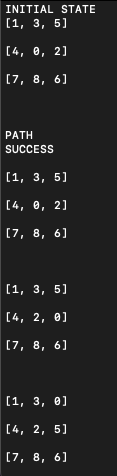 INITIAL STATE
[1, 3, 5]
[4, 0, 2]
[7, 8, 6]
PATH
SUCCESS
[1, 3, 5]
[4, 0, 2]
[7, 8, 6]
[1, 3, 5]
[4, 2, 0]
[7, 8, 6]
[1, 3, 0]
[4, 2, 5]
[7, 8, 6]